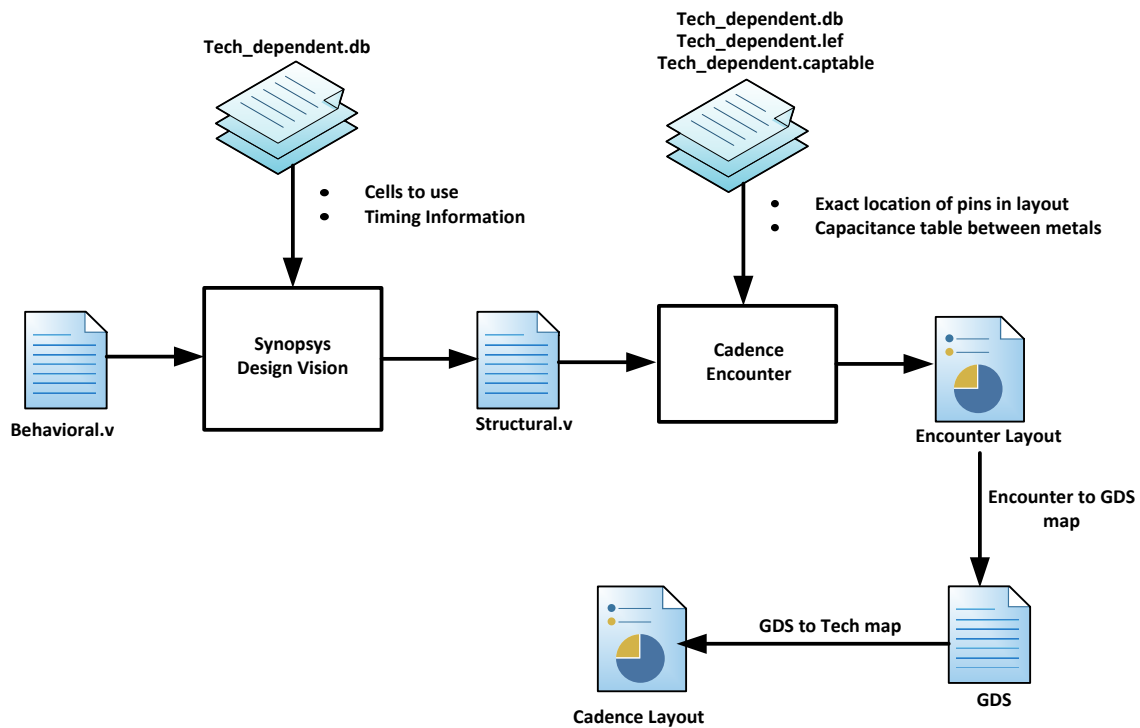 Tech_dependent.db
Tech_dependent.db
Tech_dependent.lef
Tech_dependent.captable
• Cells to use
• Timing Information
• Exact location of pins in layout
• Capacitance table between metals
Behavioral.v
Synopsys
Design Vision
Structural.v
Cadence
Encounter
Encounter Layout
Encounter to GDS
map
GDS
GDS to Tech map
Cadence Layout